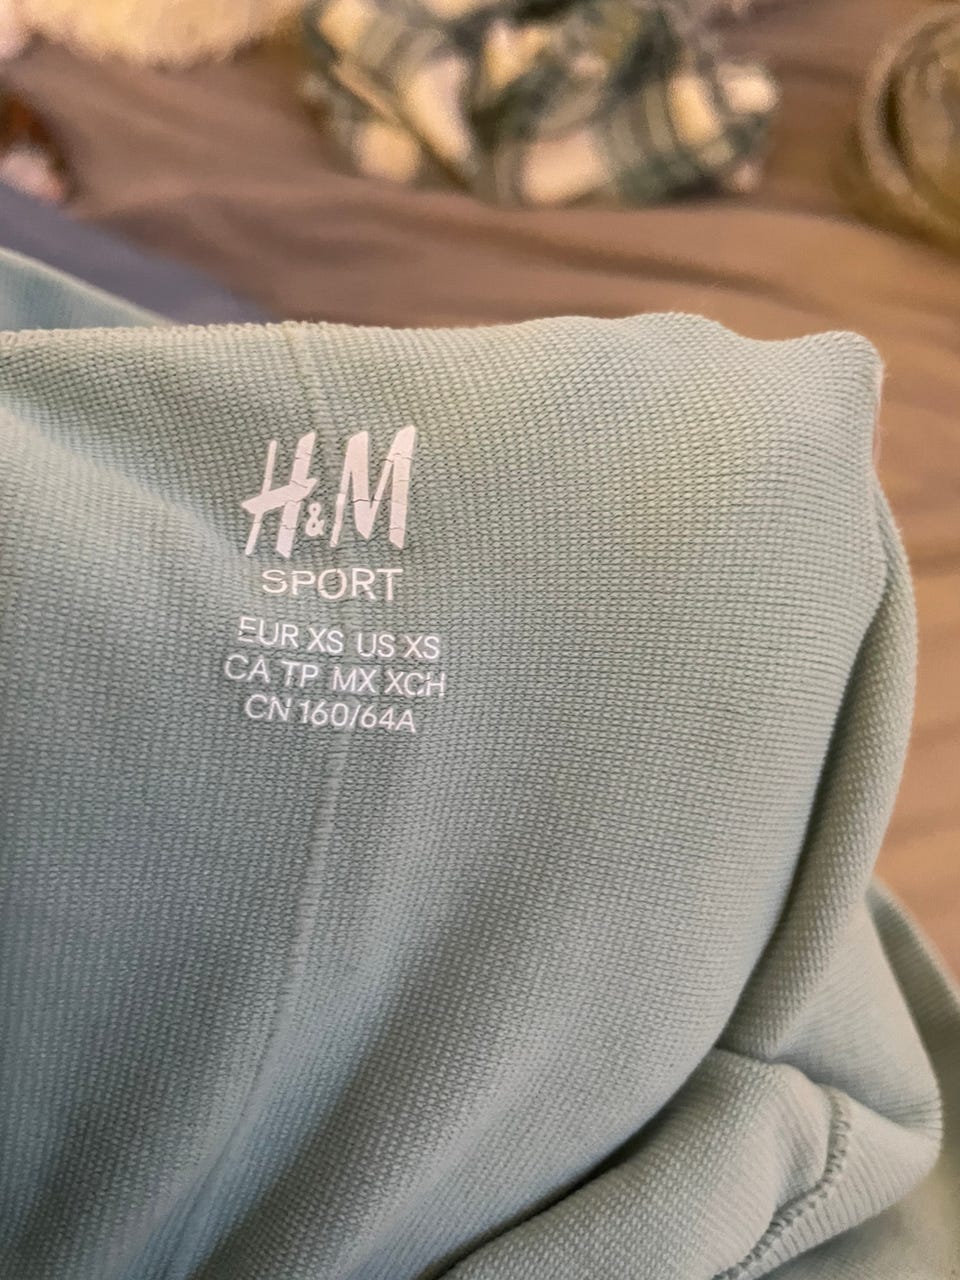 H&M
SPORT
EUR XS US XS
CA TP MX XCH
CN 160/64A